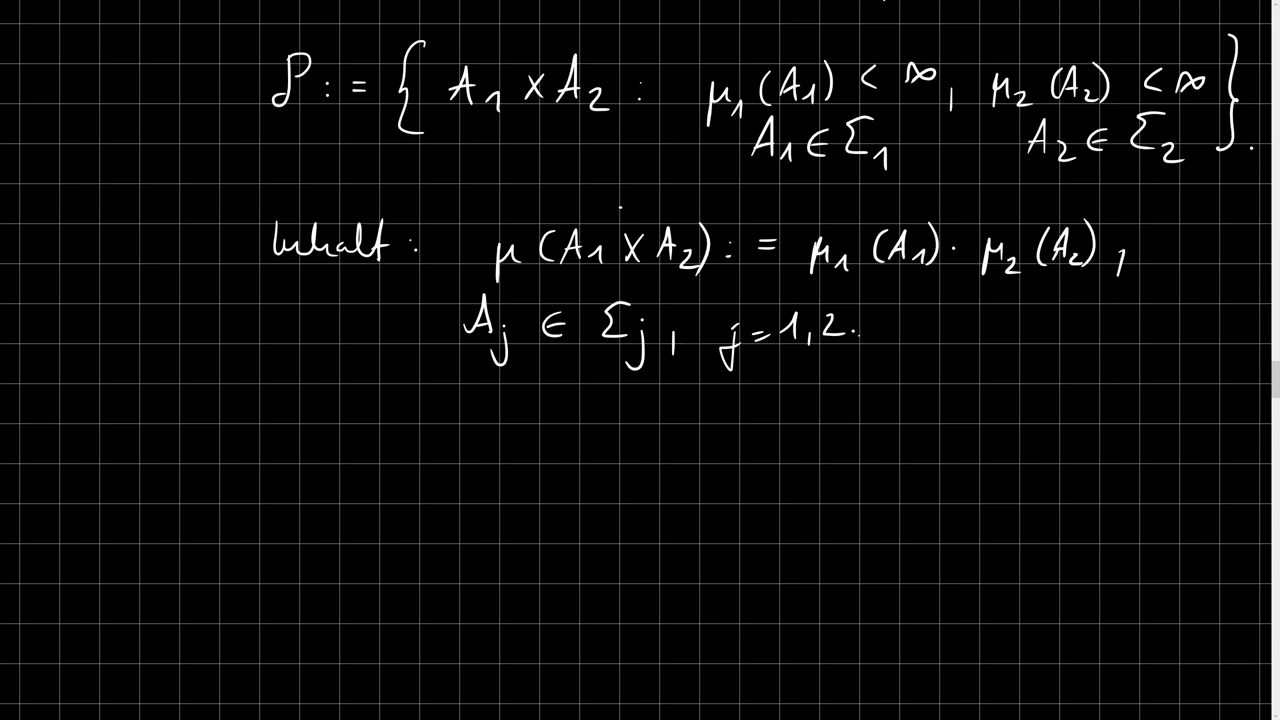 𝒫 := { A₁ × A₂ : μ₁(A₁) < ∞, μ₂(A₂) < ∞ }.
A₁ ∈ Σ₁ A₂ ∈ Σ₂
Inhalt: μ(A₁ × A₂) := μ₁(A₁) · μ₂(A₂),
Aⱼ ∈ Σⱼ, j = 1, 2.